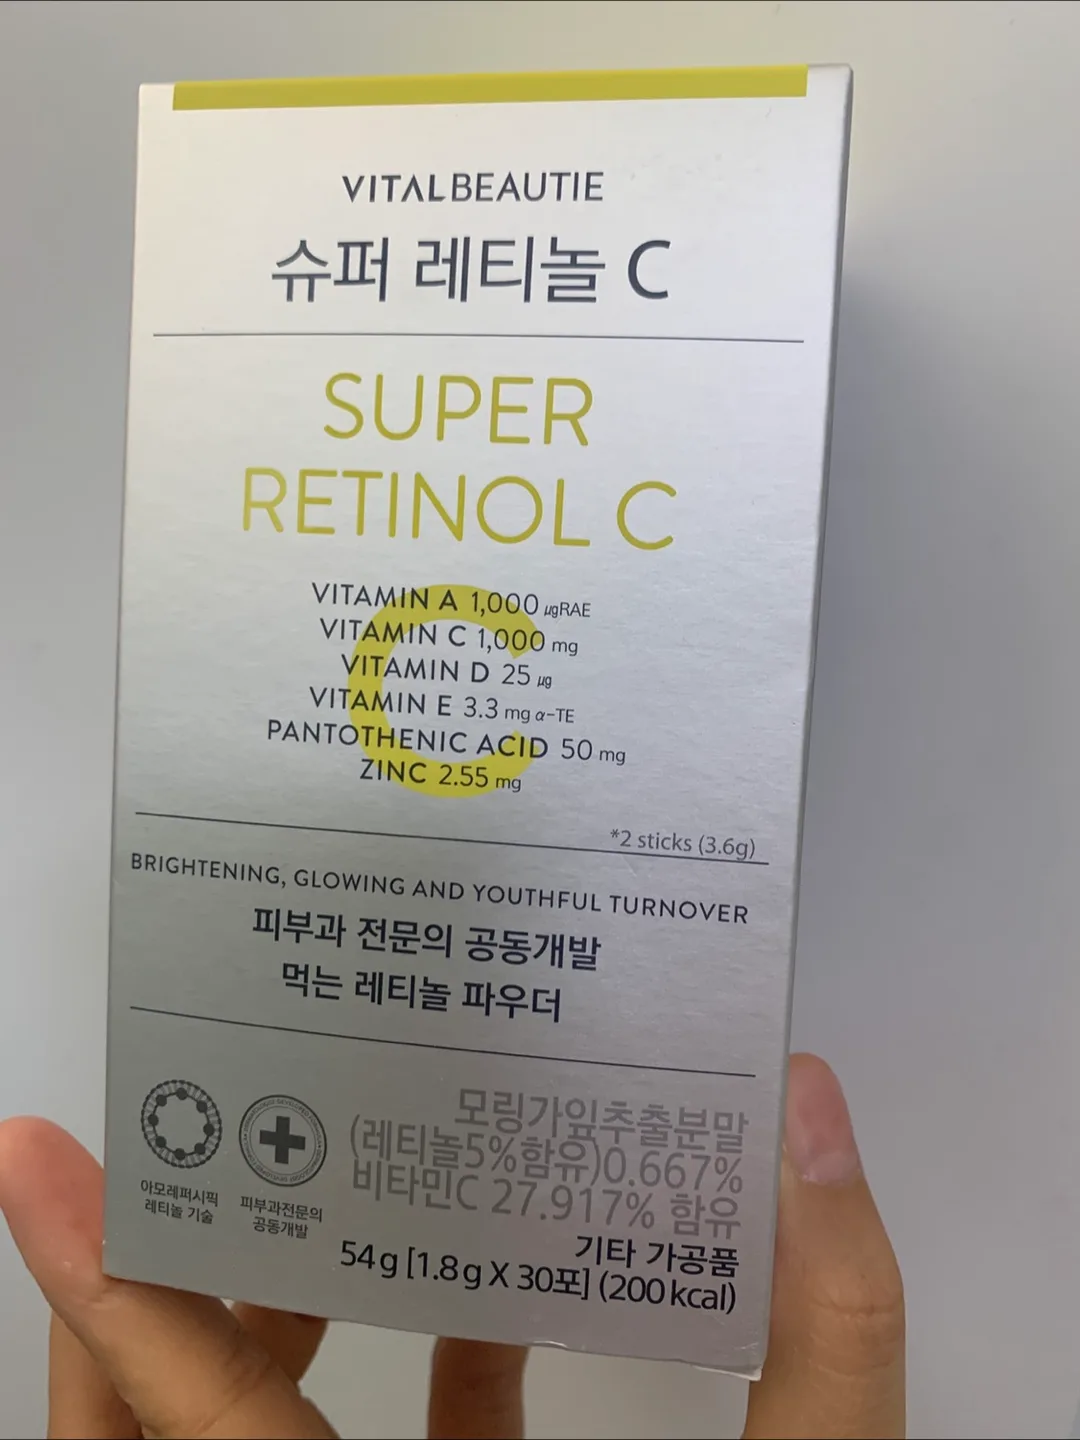 VITALBEAUTIE
슈퍼 레티놀 C
SUPER
RETINOL C
VITAMIN A 1,000 μgRAE
VITAMIN C 1,000 mg
VITAMIN D 25 μg
VITAMIN E 3.3 mg α-TE
PANTOTHENIC ACID 50 mg
ZINC 2.55 mg
*2 sticks (3.6g)
BRIGHTENING, GLOWING AND YOUTHFUL TURNOVER
피부과 전문의 공동개발
먹는 레티놀 파우더
아모레퍼시픽
레티놀 기술
피부과전문의
공동개발
모링가잎추출분말
(레티놀5%함유)0.667%
비타민C 27.917% 함유
기타 가공품
54g [1.8g X 30포] (200 kcal)